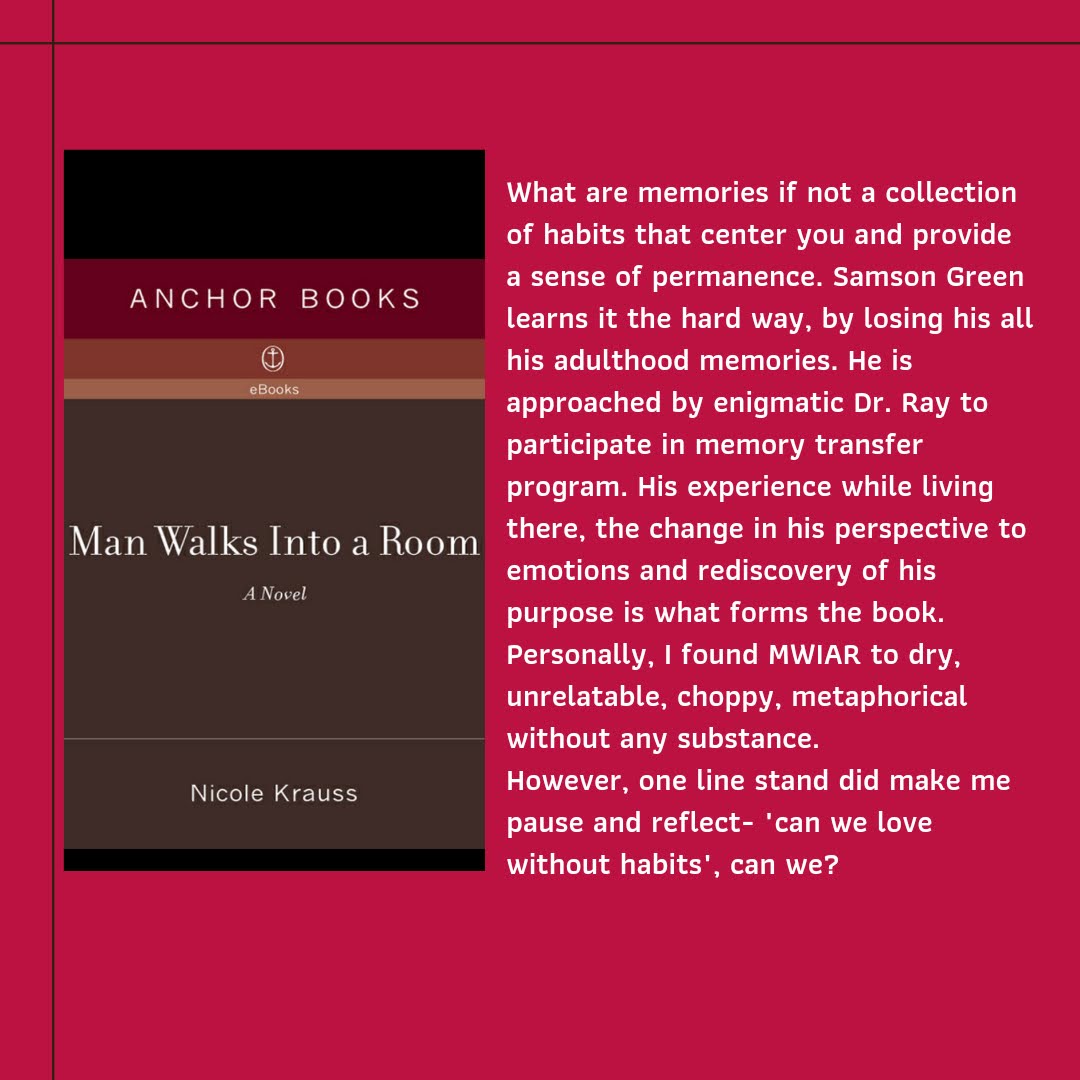 ANCHOR BOOKS
eBooks
Man Walks Into a Room
A Novel
Nicole Krauss
What are memories if not a collection
of habits that center you and provide
a sense of permanence. Samson Green
learns it the hard way, by losing his all
his adulthood memories. He is
approached by enigmatic Dr. Ray to
participate in memory transfer
program. His experience while living
there, the change in his perspective to
emotions and rediscovery of his
purpose is what forms the book.
Personally, I found MWIAR to dry,
unrelatable, choppy, metaphorical
without any substance.
However, one line stand did make me
pause and reflect- 'can we love
without habits', can we?